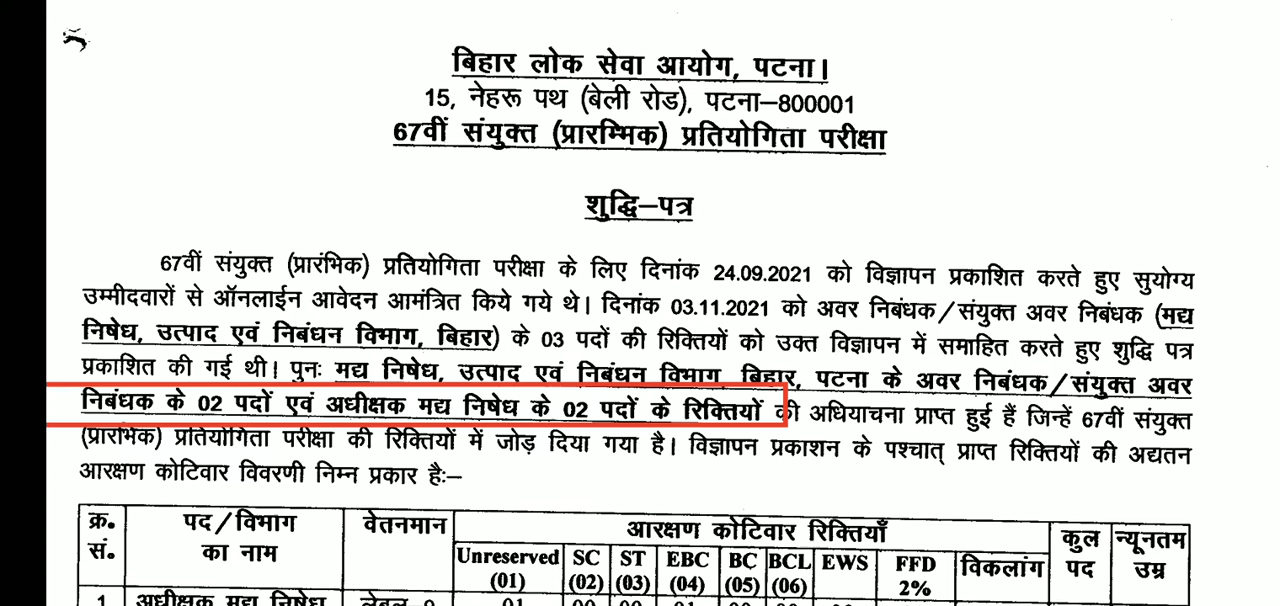 बिहार लोक सेवा आयोग, पटना।
15, नेहरू पथ (बेली रोड), पटना–800001
67वीं संयुक्त (प्रारम्भिक) प्रतियोगिता परीक्षा
शुद्धि–पत्र
67वीं संयुक्त (प्रारंभिक) प्रतियोगिता परीक्षा के लिए दिनांक 24.09.2021 को विज्ञापन प्रकाशित करते हुए सुयोग्य
उम्मीदवारों से ऑनलाईन आवेदन आमंत्रित किये गये थे। दिनांक 03.11.2021 को अवर निबंधक/संयुक्त अवर निबंधक (मद्य
निषेध, उत्पाद एवं निबंधन विभाग, बिहार) के 03 पदों की रिक्तियों को उक्त विज्ञापन में समाहित करते हुए शुद्धि पत्र
प्रकाशित की गई थी। पुनः मद्य निषेध, उत्पाद एवं निबंधन विभाग, बिहार, पटना के अवर निबंधक/संयुक्त अवर
निबंधक के 02 पदों एवं अधीक्षक मद्य निषेध के 02 पदों के रिक्तियों की अधियाचना प्राप्त हुई हैं जिन्हें 67वीं संयुक्त
(प्रारंभिक) प्रतियोगिता परीक्षा की रिक्तियों में जोड़ दिया गया है। विज्ञापन प्रकाशन के पश्चात् प्राप्त रिक्तियों की अद्यतन
आरक्षण कोटिवार विवरणी निम्न प्रकार हैः–
क्र. सं. पद/विभाग का नाम वेतनमान आरक्षण कोटिवार रिक्तियाँ कुल पद न्यूनतम उम्र
Unreserved SC ST EBC BC BCL EWS FFD विकलांग
(01) (02) (03) (04) (05) (06) 2%
1 अधीक्षक मद्य निषेध